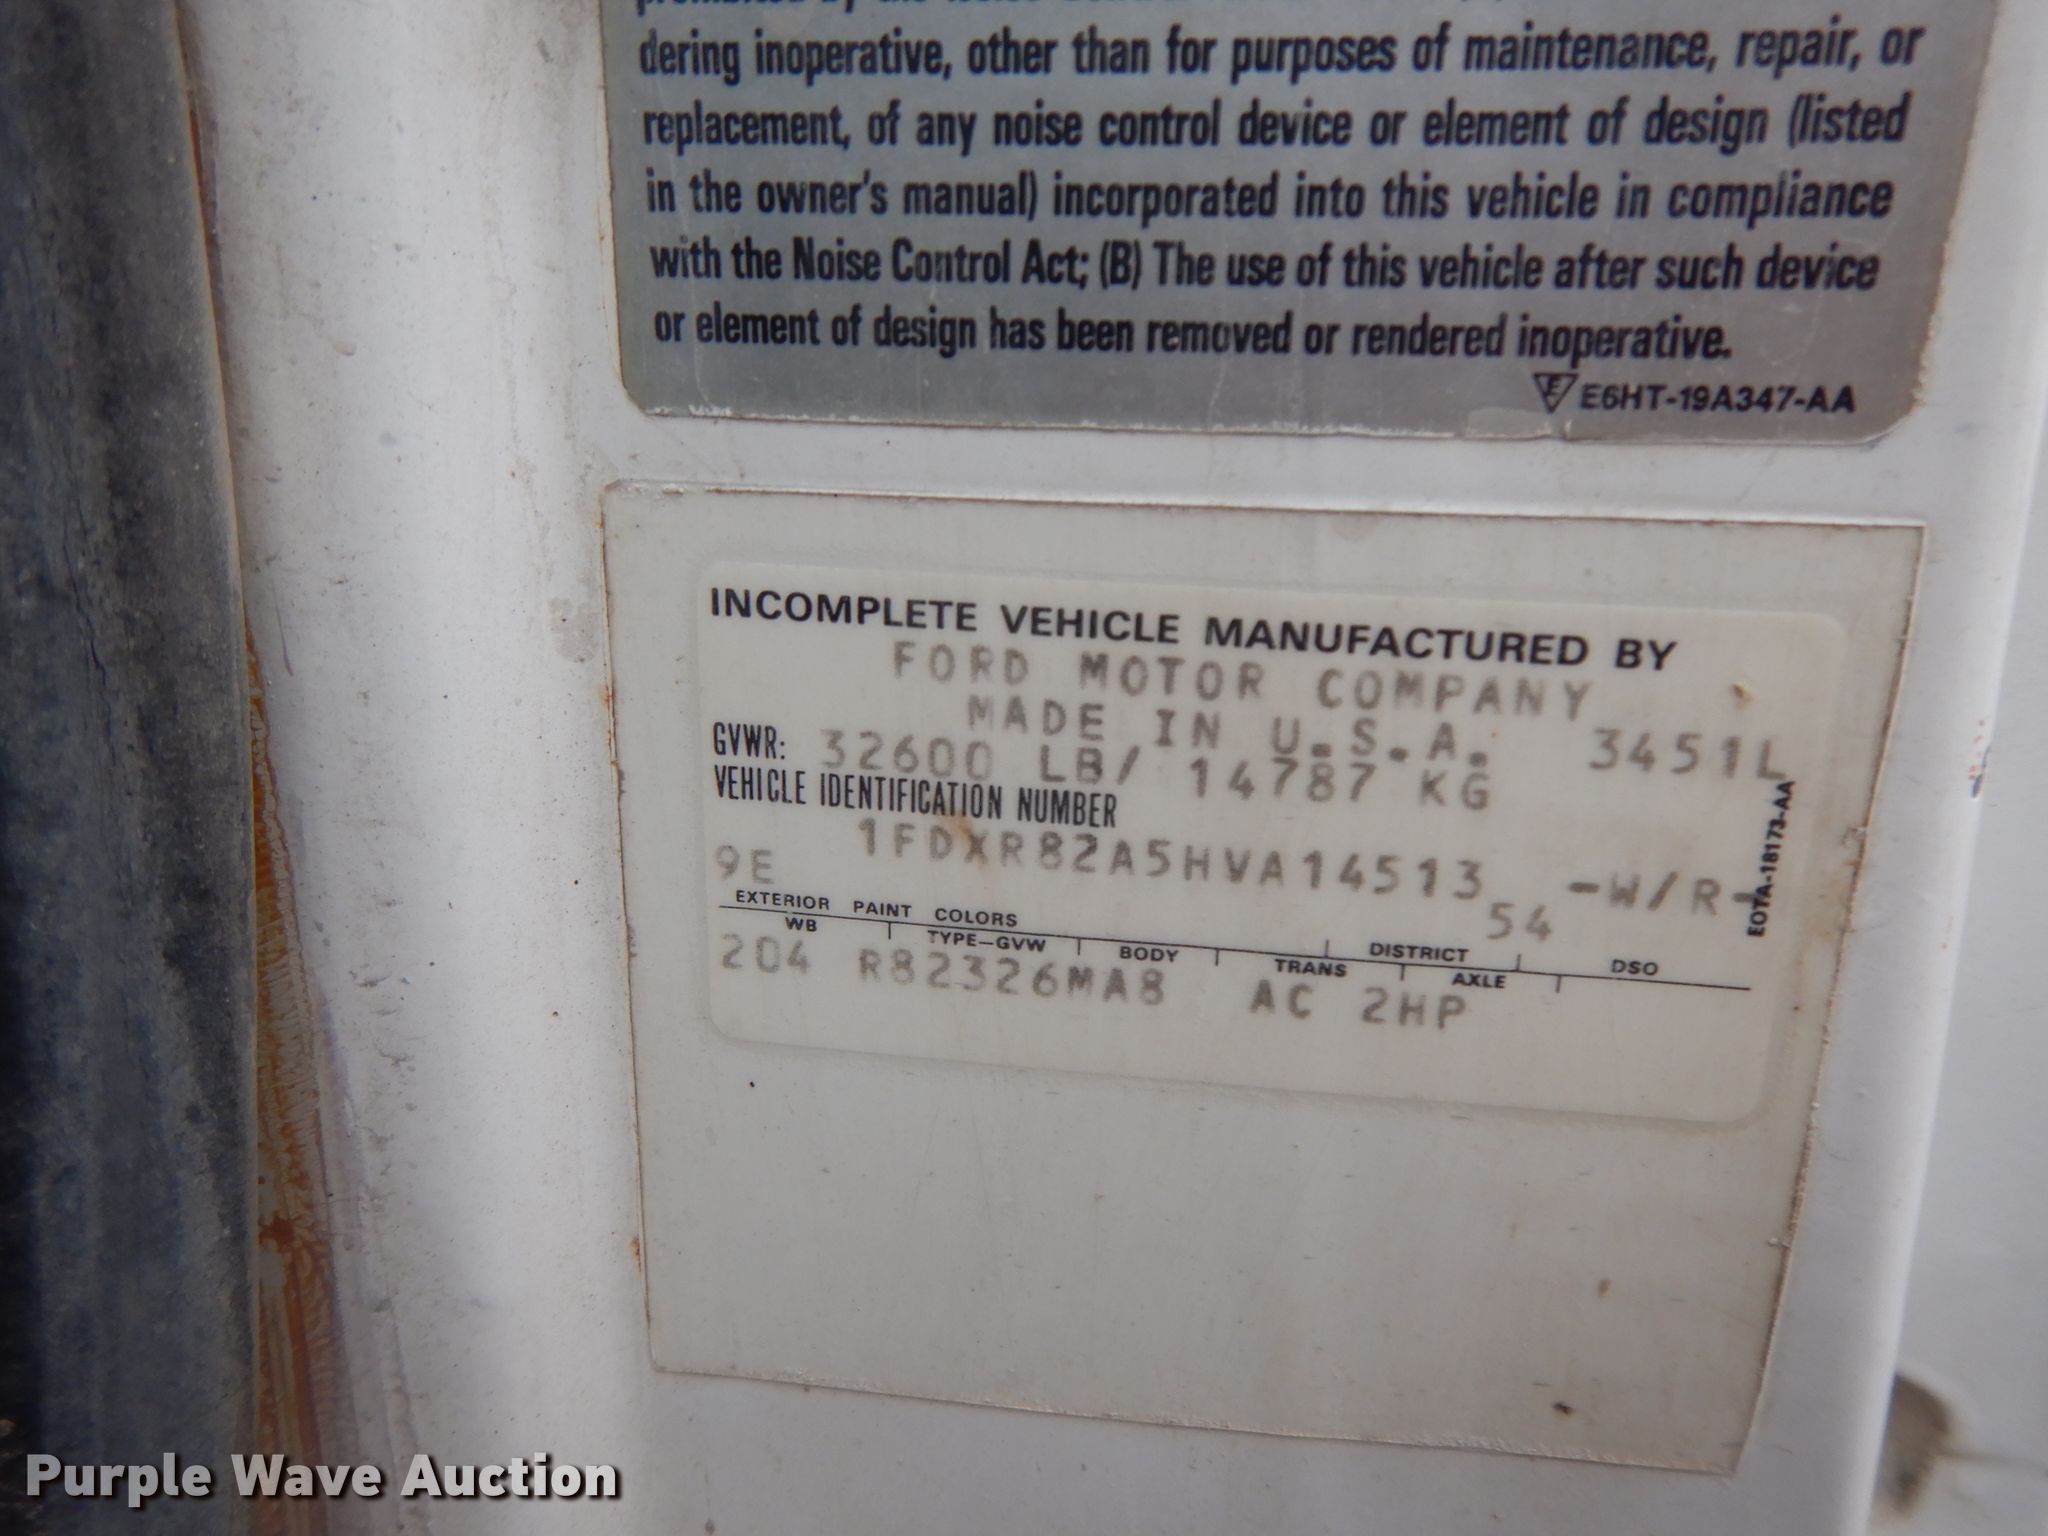 dering inoperative, other than for purposes of maintenance, repair, or
replacement, of any noise control device or element of design (listed
in the owner's manual) incorporated into this vehicle in compliance
with the Noise Control Act; (B) The use of this vehicle after such device
or element of design has been removed or rendered inoperative.
E E6HT-19A347-AA
INCOMPLETE VEHICLE MANUFACTURED BY
FORD MOTOR COMPANY
MADE IN U.S.A. 3451L
GVWR: 32600 LB/ 14787 KG
VEHICLE IDENTIFICATION NUMBER
1FDXR82A5HVA14513 -W/R-
9E 54
EXTERIOR PAINT COLORS DISTRICT DSO
WB TYPE-GVW BODY TRANS AXLE
204 R82326MA8 AC 2HP
EOTA-18173-AA
Purple Wave Auction